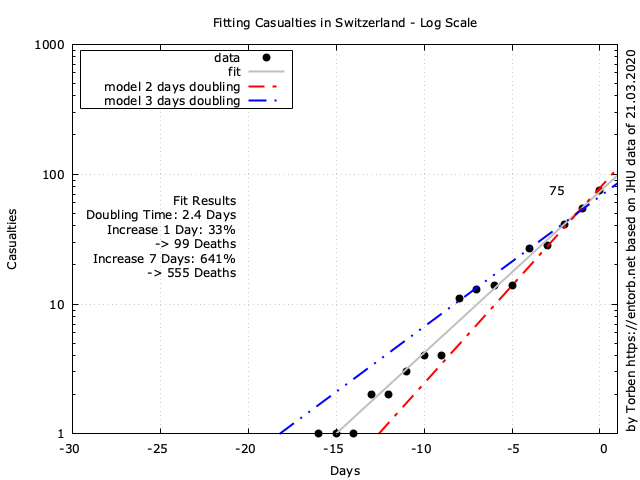 Fitting Casualties in Switzerland - Log Scale
1000
100
10
1
Casualties
data
fit
model 2 days doubling
model 3 days doubling
Fit Results
Doubling Time: 2.4 Days
Increase 1 Day: 33%
-> 99 Deaths
Increase 7 Days: 641%
-> 555 Deaths
75
-30 -25 -20 -15 -10 -5 0
Days
by Torben https://entorb.net based on JHU data of 21.03.2020